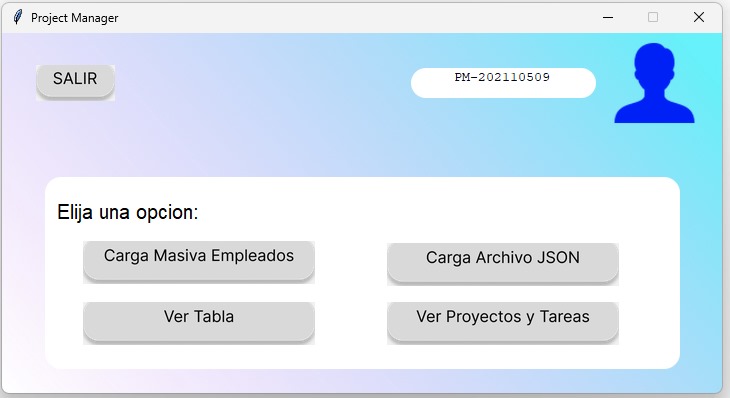 Project Manager
SALIR
PM-202110509
Elija una opcion:
Carga Masiva Empleados
Carga Archivo JSON
Ver Tabla
Ver Proyectos y Tareas